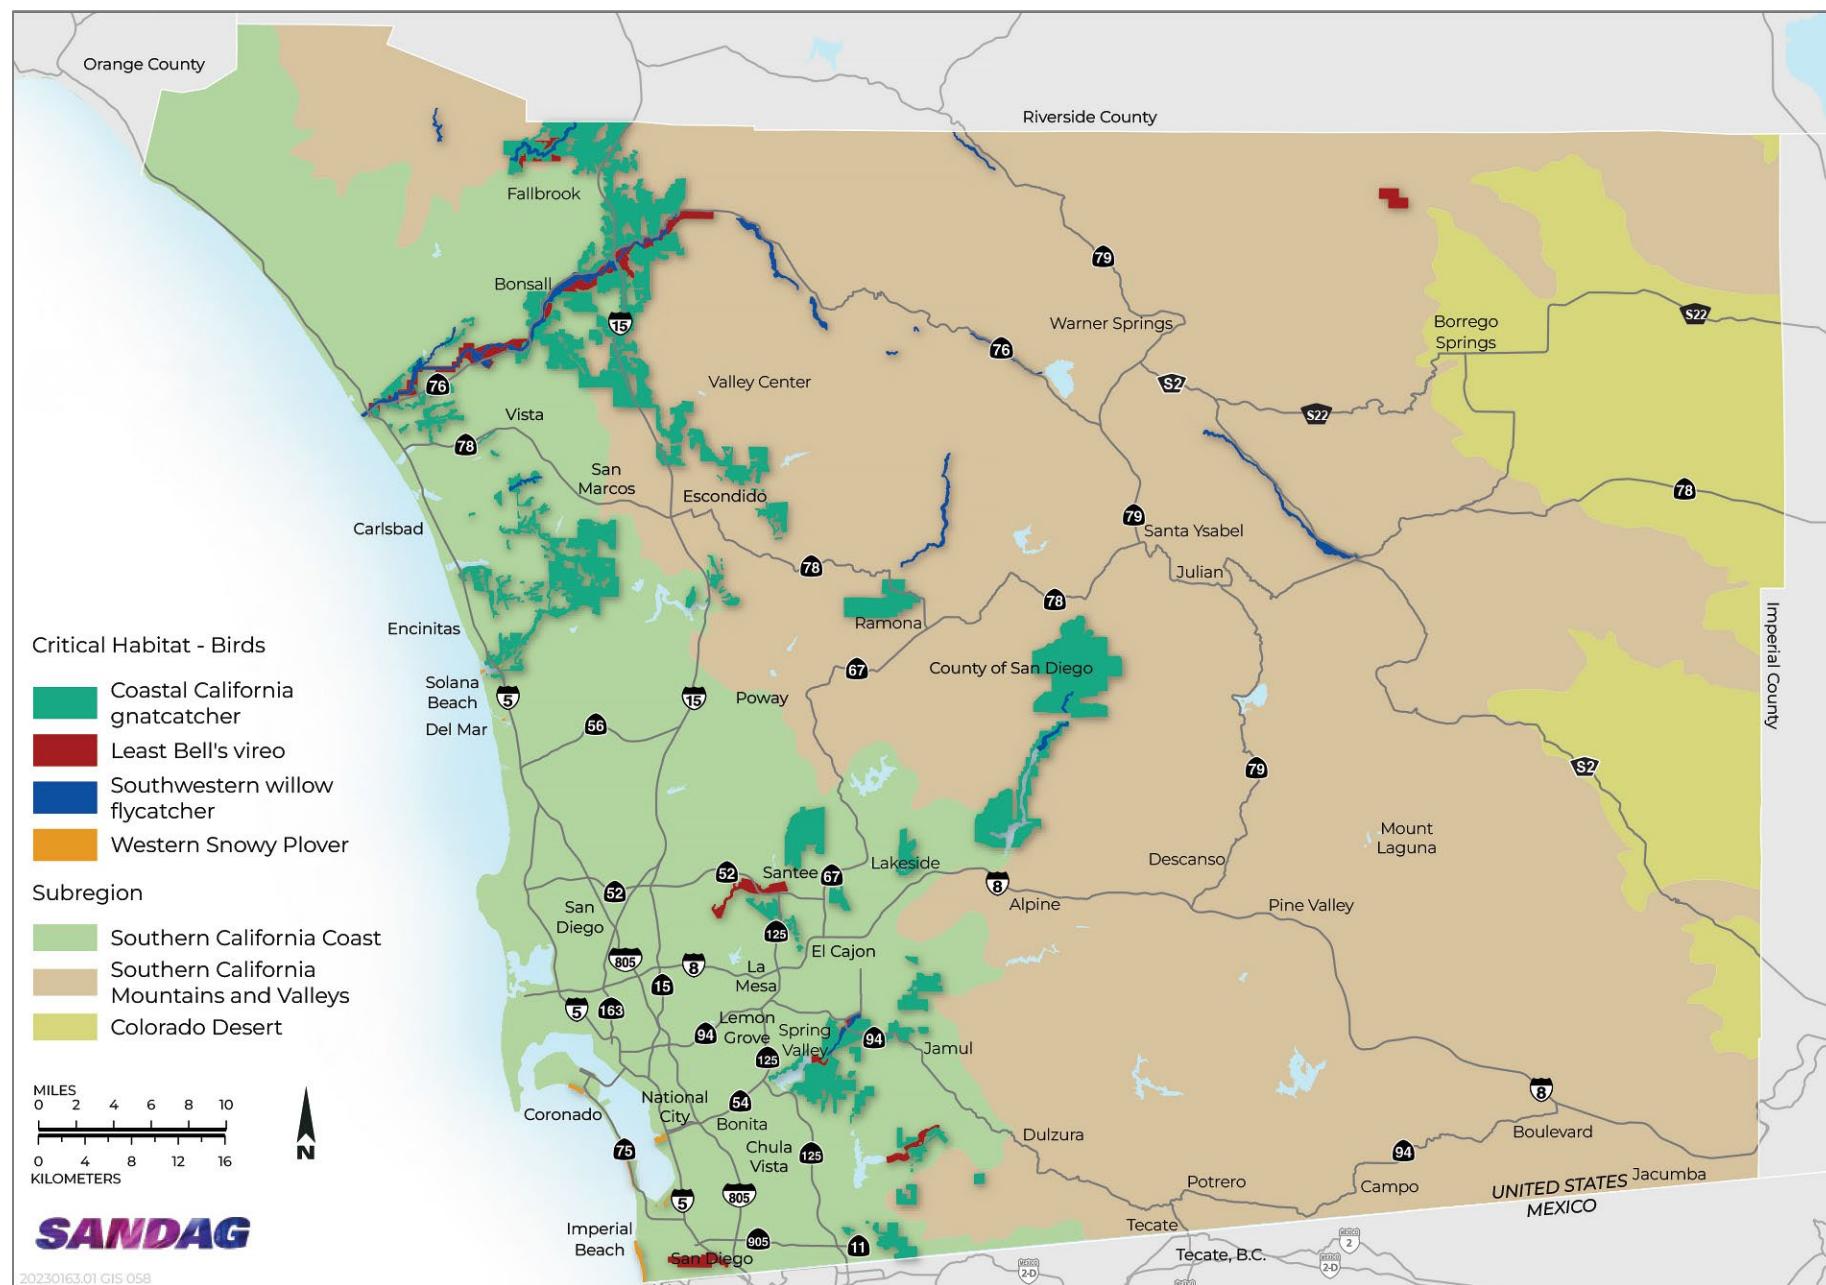 Orange County
Riverside County
Fallbrook
79
Bonsall
S22
15
Warner Springs
Borrego
Springs
76
Valley Center
S2
76
Vista
S22
78
San
Marcos
Escondido
78
Carlsbad
79
Santa Ysabel
78
Julian
78
Imperial County
Ramona
Encinitas
Critical Habitat - Birds
67
County of San Diego
Coastal California
gnatcatcher
Solana
Beach
5
15
Poway
Del Mar
56
Least Bell's vireo
79
S2
Southwestern willow
flycatcher
Western Snowy Plover
Mount
Laguna
Descanso
Lakeside
52
Santee
67
Subregion
52
8
Alpine
Pine Valley
San
Diego
125
Southern California Coast
El Cajon
805
8
La
Mesa
Southern California
Mountains and Valleys
15
5
163
Colorado Desert
Lemon
Grove
94
Spring
Valley
94
Jamul
125
MILES
0 2 4 6 8 10
8
National
City
54
Coronado
Bonita
Boulevard
Dulzura
N
75
Chula
Vista
125
94
0 4 8 12 16
KILOMETERS
Jacumba
Potrero
Campo
UNITED STATES
MEXICO
5
805
SANDAG
Imperial
Beach
Tecate
905
11
San Diego
Tecate, B.C.
2
2-D
2-D
20230163.01 GIS 058